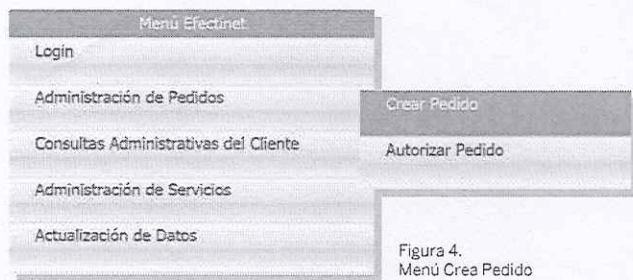 Menú Efectinet
Login
Administración de Pedidos
Consultas Administrativas del Cliente
Administración de Servicios
Actualización de Datos
Crear Pedido
Autorizar Pedido
Figura 4.
Menú Crea Pedido